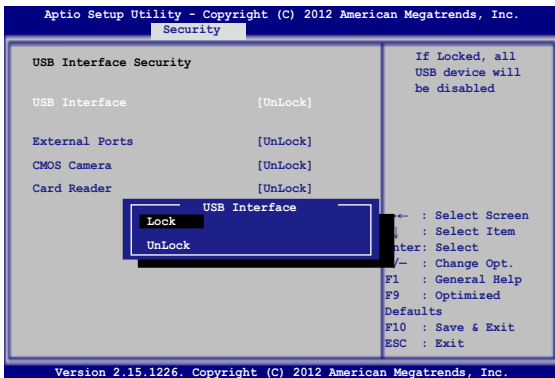 Aptio Setup Utility - Copyright (C) 2012 American Megatrends, Inc.
Security
USB Interface Security
USB Interface [UnLock]
External Ports [UnLock]
CMOS Camera [UnLock]
Card Reader [UnLock]
USB Interface
Lock
UnLock
If Locked, all
USB device will
be disabled
→← : Select Screen
: Select Item
nter: Select
/— : Change Opt.
F1 : General Help
F9 : Optimized
Defaults
F10 : Save & Exit
ESC : Exit
Version 2.15.1226. Copyright (C) 2012 American Megatrends, Inc.